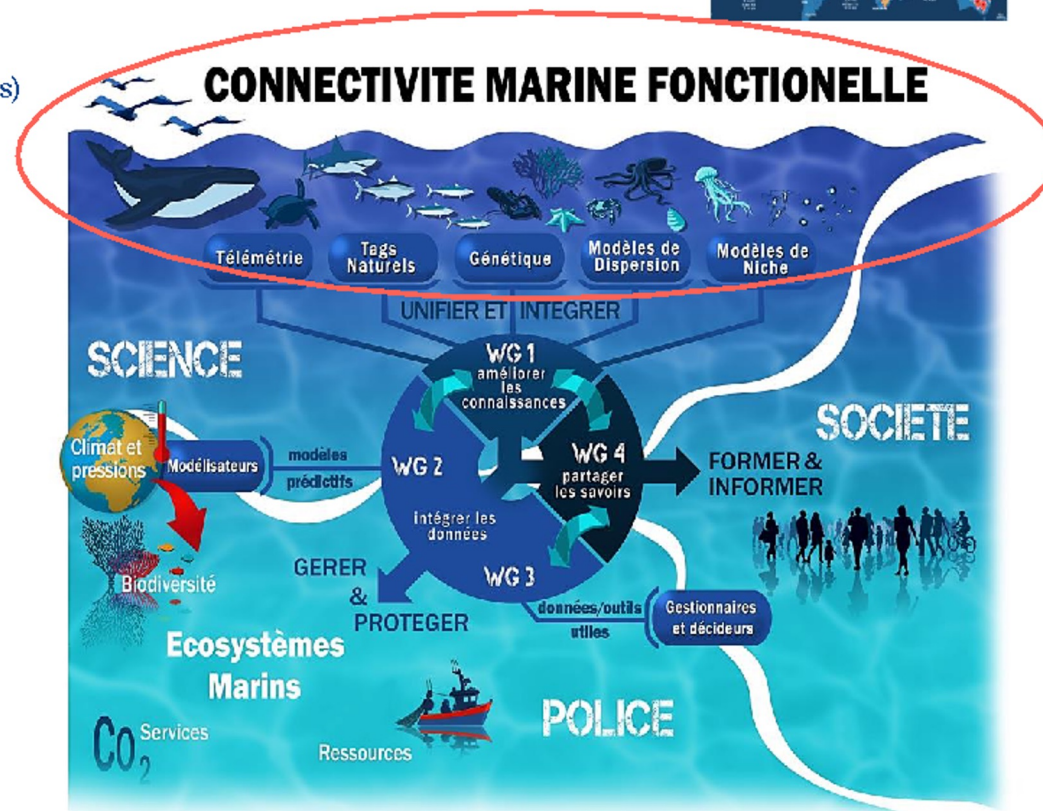 s)
CONNECTIVITE MARINE FONCTIONELLE
Télémétrie
Tags
Naturels
Génétique
Modèles de
Dispersion
Modèles de
Niche
UNIFIER ET INTEGRER
SCIENCE
WG 1
améliorer
les
connaissances
SOCIETE
Climat et
pressions
Modélisateurs
modèles
prédictifs
WG 2
intégrer les
données
WG 4
partager
les savoirs
FORMER &
INFORMER
Biodiversité
GERER
&
PROTEGER
WG 3
données/outils
utiles
Gestionnaires
et décideurs
Ecosystèmes
Marins
POLICE
Co2
Services
Ressources